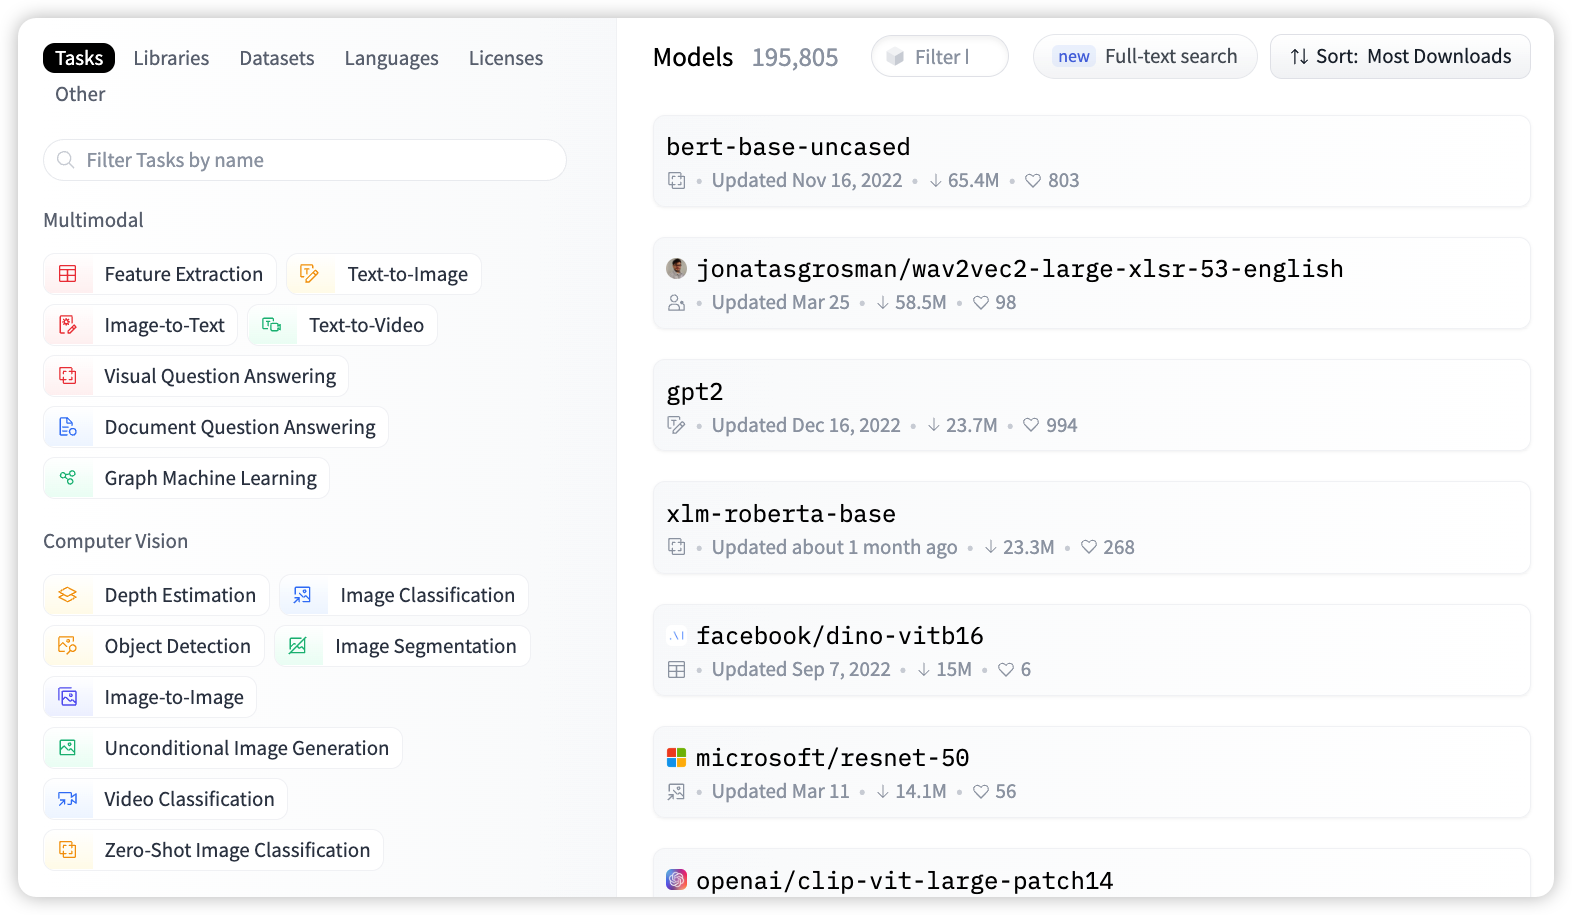 Tasks Libraries Datasets Languages Licenses
Other
Filter Tasks by name
Multimodal
Feature Extraction Text-to-Image
Image-to-Text Text-to-Video
Visual Question Answering
Document Question Answering
Graph Machine Learning
Computer Vision
Depth Estimation Image Classification
Object Detection Image Segmentation
Image-to-Image
Unconditional Image Generation
Video Classification
Zero-Shot Image Classification
Models 195,805 Filter new Full-text search Sort: Most Downloads
bert-base-uncased
Updated Nov 16, 2022 • 65.4M • 803
jonatasgrosman/wav2vec2-large-xlsr-53-english
Updated Mar 25 • 58.5M • 98
gpt2
Updated Dec 16, 2022 • 23.7M • 994
xlm-roberta-base
Updated about 1 month ago • 23.3M • 268
facebook/dino-vitb16
Updated Sep 7, 2022 • 15M • 6
microsoft/resnet-50
Updated Mar 11 • 14.1M • 56
openai/clip-vit-large-patch14